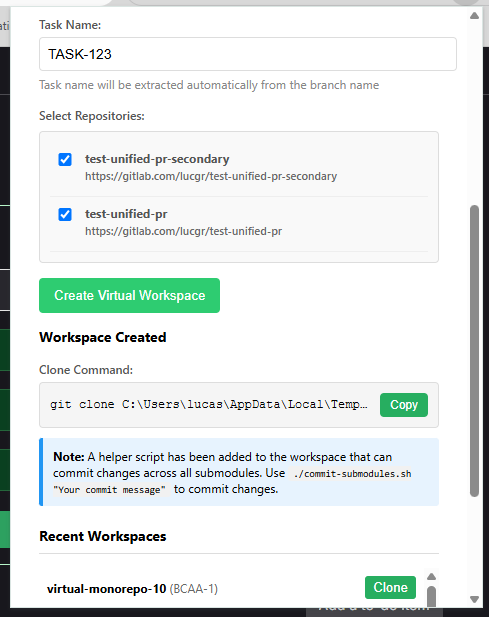 Task Name:
TASK-123
Task name will be extracted automatically from the branch name
Select Repositories:
test-unified-pr-secondary
https://gitlab.com/lucgr/test-unified-pr-secondary
test-unified-pr
https://gitlab.com/lucgr/test-unified-pr
Create Virtual Workspace
Workspace Created
Clone Command:
git clone C:\Users\lucas\AppData\Local\Temp...
Copy
Note: A helper script has been added to the workspace that can
commit changes across all submodules. Use ./commit-submodules.sh
"Your commit message" to commit changes.
Recent Workspaces
virtual-monorepo-10 (BCAA-1)
Clone